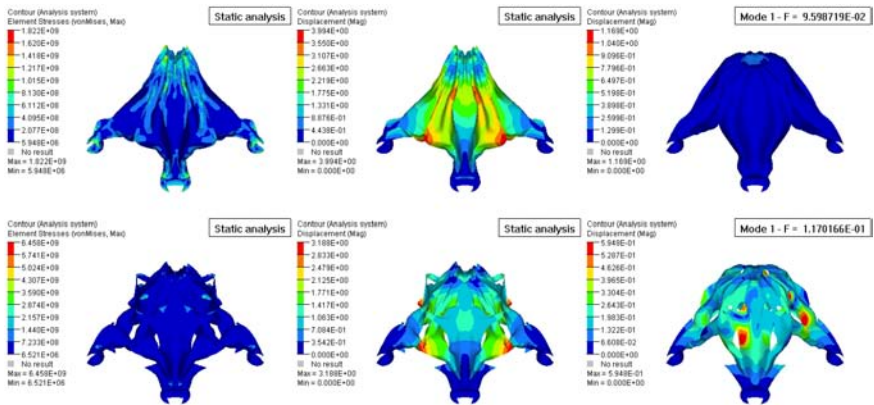 Contour (Analysis system)
Element Stresses (vonMises, Max)
1.822E+09
1.620E+09
1.418E+09
1.217E+09
1.015E+09
8.130E+08
6.112E+08
4.095E+08
2.077E+08
5.948E+06
No result
Max = 1.822E+09
Min = 5.948E+06
Static analysis
Contour (Analysis system)
Displacement (Mag)
3.994E+00
3.550E+00
3.107E+00
2.663E+00
2.219E+00
1.775E+00
1.331E+00
8.876E-01
4.438E-01
0.000E+00
No result
Max = 3.994E+00
Min = 0.000E+00
Static analysis
Contour (Analysis system)
Displacement (Mag)
1.169E+00
1.040E+00
9.096E-01
7.796E-01
6.497E-01
5.198E-01
3.898E-01
2.599E-01
1.299E-01
0.000E+00
No result
Max = 1.169E+00
Min = 0.000E+00
Mode 1 - F = 9.598719E-02
Contour (Analysis system)
Element Stresses (vonMises, Max)
6.458E+09
5.741E+09
5.024E+09
4.307E+09
3.590E+09
2.874E+09
2.157E+09
1.440E+09
7.233E+08
6.521E+06
No result
Max = 6.458E+09
Min = 6.521E+06
Static analysis
Contour (Analysis system)
Displacement (Mag)
3.188E+00
2.833E+00
2.479E+00
2.125E+00
1.771E+00
1.417E+00
1.063E+00
7.084E-01
3.542E-01
0.000E+00
No result
Max = 3.188E+00
Min = 0.000E+00
Static analysis
Contour (Analysis system)
Displacement (Mag)
5.948E-01
5.287E-01
4.626E-01
3.965E-01
3.304E-01
2.643E-01
1.983E-01
1.322E-01
6.608E-02
0.000E+00
No result
Max = 5.948E-01
Min = 0.000E+00
Mode 1 - F = 1.170166E-01